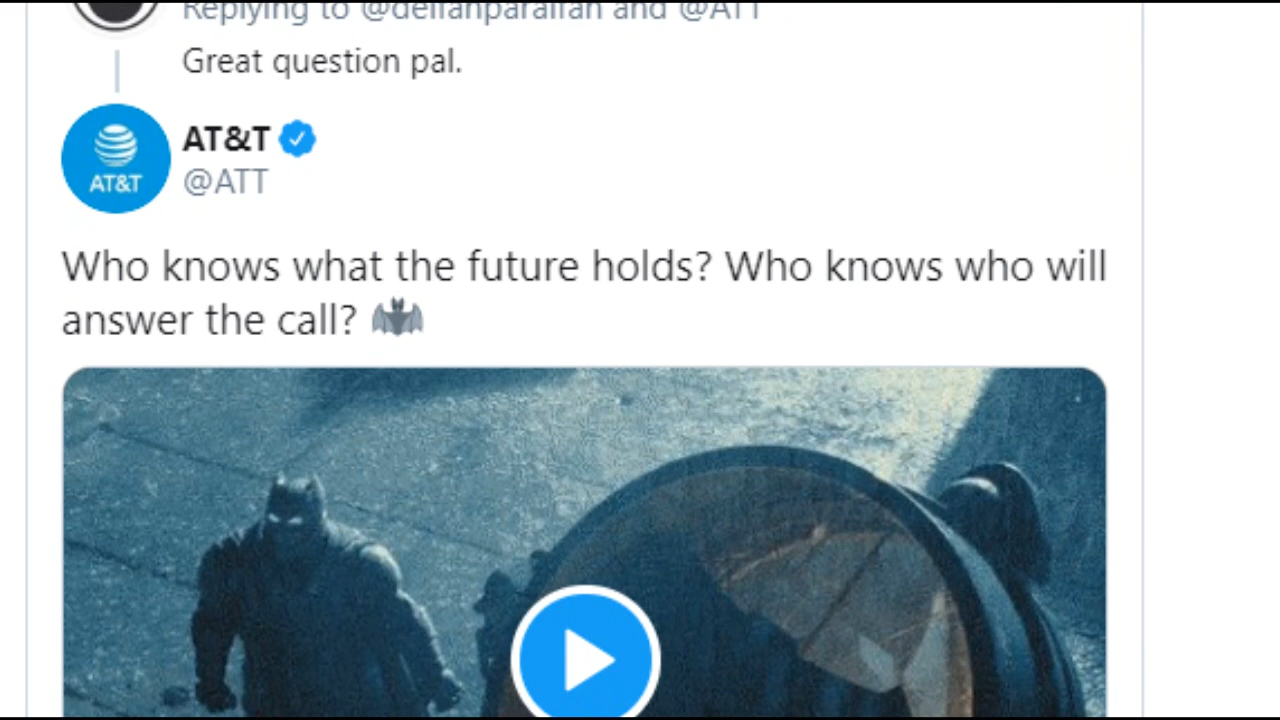 Replying to @delfanparalian and @ATT
Great question pal.
AT&T
AT&T
@ATT
Who knows what the future holds? Who knows who will
answer the call? 🦇